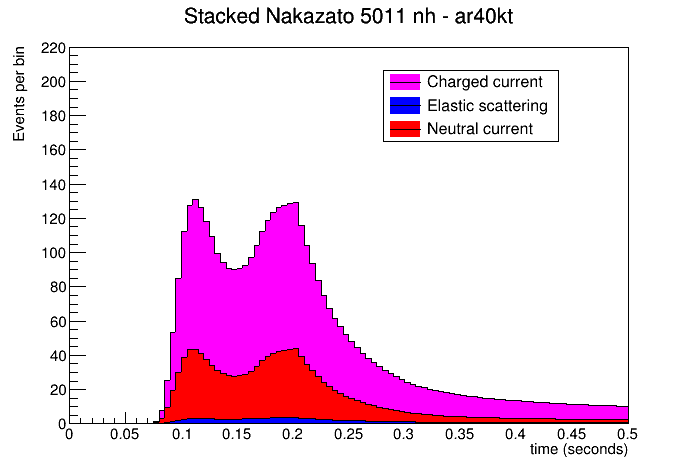 Stacked Nakazato 5011 nh - ar40kt
Events per bin
220
200
180
160
140
120
100
80
60
40
20
0
Charged current
Elastic scattering
Neutral current
0 0.05 0.1 0.15 0.2 0.25 0.3 0.35 0.4 0.45 0.5
time (seconds)